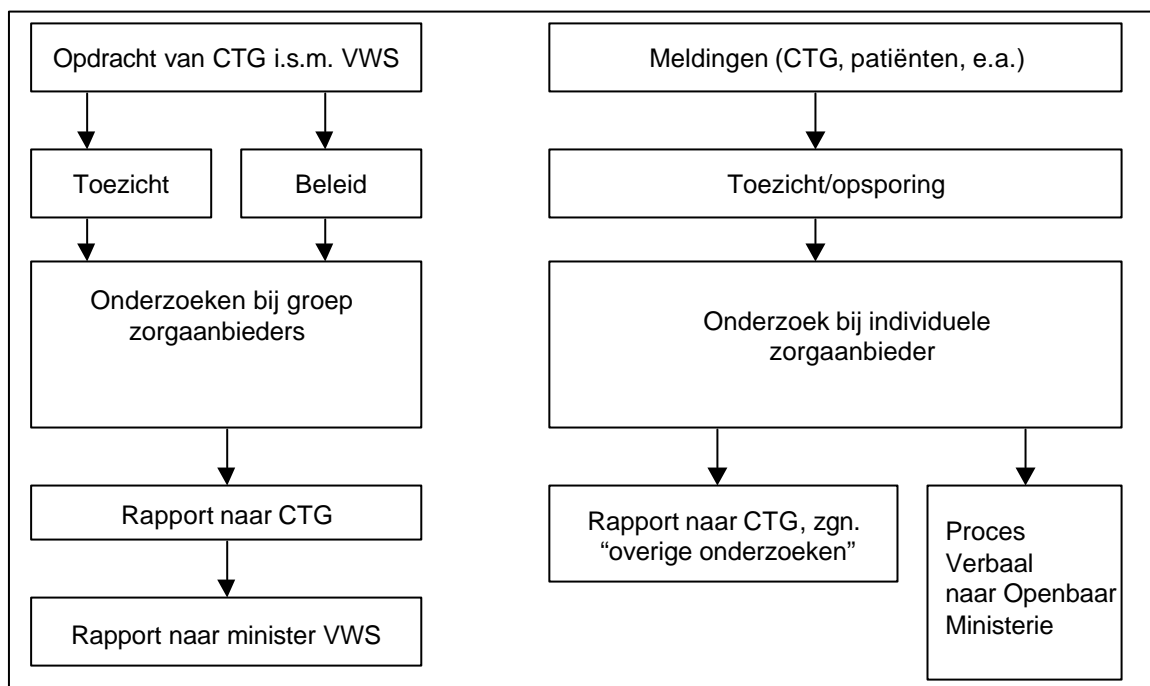 Opdracht van CTG i.s.m. VWS
Toezicht
Beleid
Onderzoeken bij groep
zorgaanbieders
Rapport naar CTG
Rapport naar minister VWS
Meldingen (CTG, patiënten, e.a.)
Toezicht/opsporing
Onderzoek bij individuele
zorgaanbieder
Rapport naar CTG, zgn.
“overige onderzoeken”
Proces
Verbaal
naar Openbaar
Ministerie